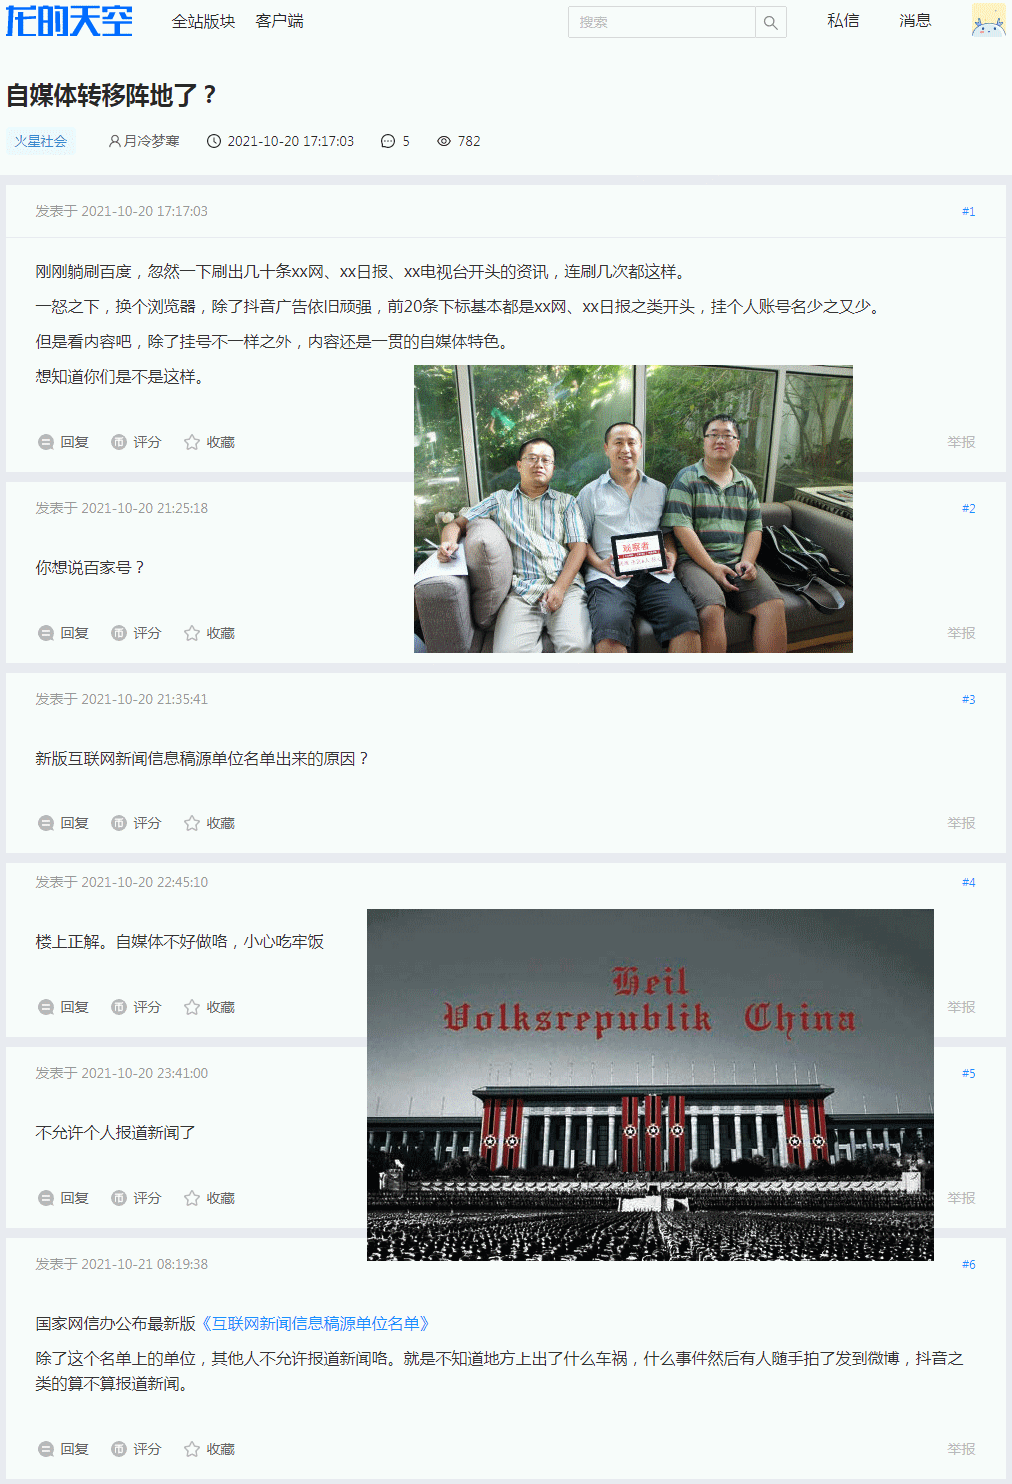 龙的天空
全站版块 客户端 搜索 私信 消息
自媒体转移阵地了？
火星社会 月冷梦寒 2021-10-20 17:17:03 5 782
发表于 2021-10-20 17:17:03 #1
刚刚躺刷百度，忽然一下刷出几十条xx网、xx日报、xx电视台开头的资讯，连刷几次都这样。
一怒之下，换个浏览器，除了抖音广告依旧顽强，前20条下标基本都是xx网、xx日报之类开头，挂个人账号名少之又少。
但是看内容吧，除了挂号不一样之外，内容还是一贯的自媒体特色。
想知道你们是不是这样。
回复 评分 收藏 举报
发表于 2021-10-20 21:25:18 #2
你想说百家号？
观察者
回复 评分 收藏 举报
发表于 2021-10-20 21:35:41 #3
新版互联网新闻信息稿源单位名单出来的原因？
回复 评分 收藏 举报
发表于 2021-10-20 22:45:10 #4
楼上正解。自媒体不好做咯，小心吃牢饭
Heil
Volksrepublik China
回复 评分 收藏 举报
发表于 2021-10-20 23:41:00 #5
不允许个人报道新闻了
回复 评分 收藏 举报
发表于 2021-10-21 08:19:38 #6
国家网信办公布最新版《互联网新闻信息稿源单位名单》
除了这个名单上的单位，其他人不允许报道新闻咯。就是不知道地方上出了什么车祸，什么事件然后有人随手拍了发到微博，抖音之
类的算不算报道新闻。
回复 评分 收藏 举报